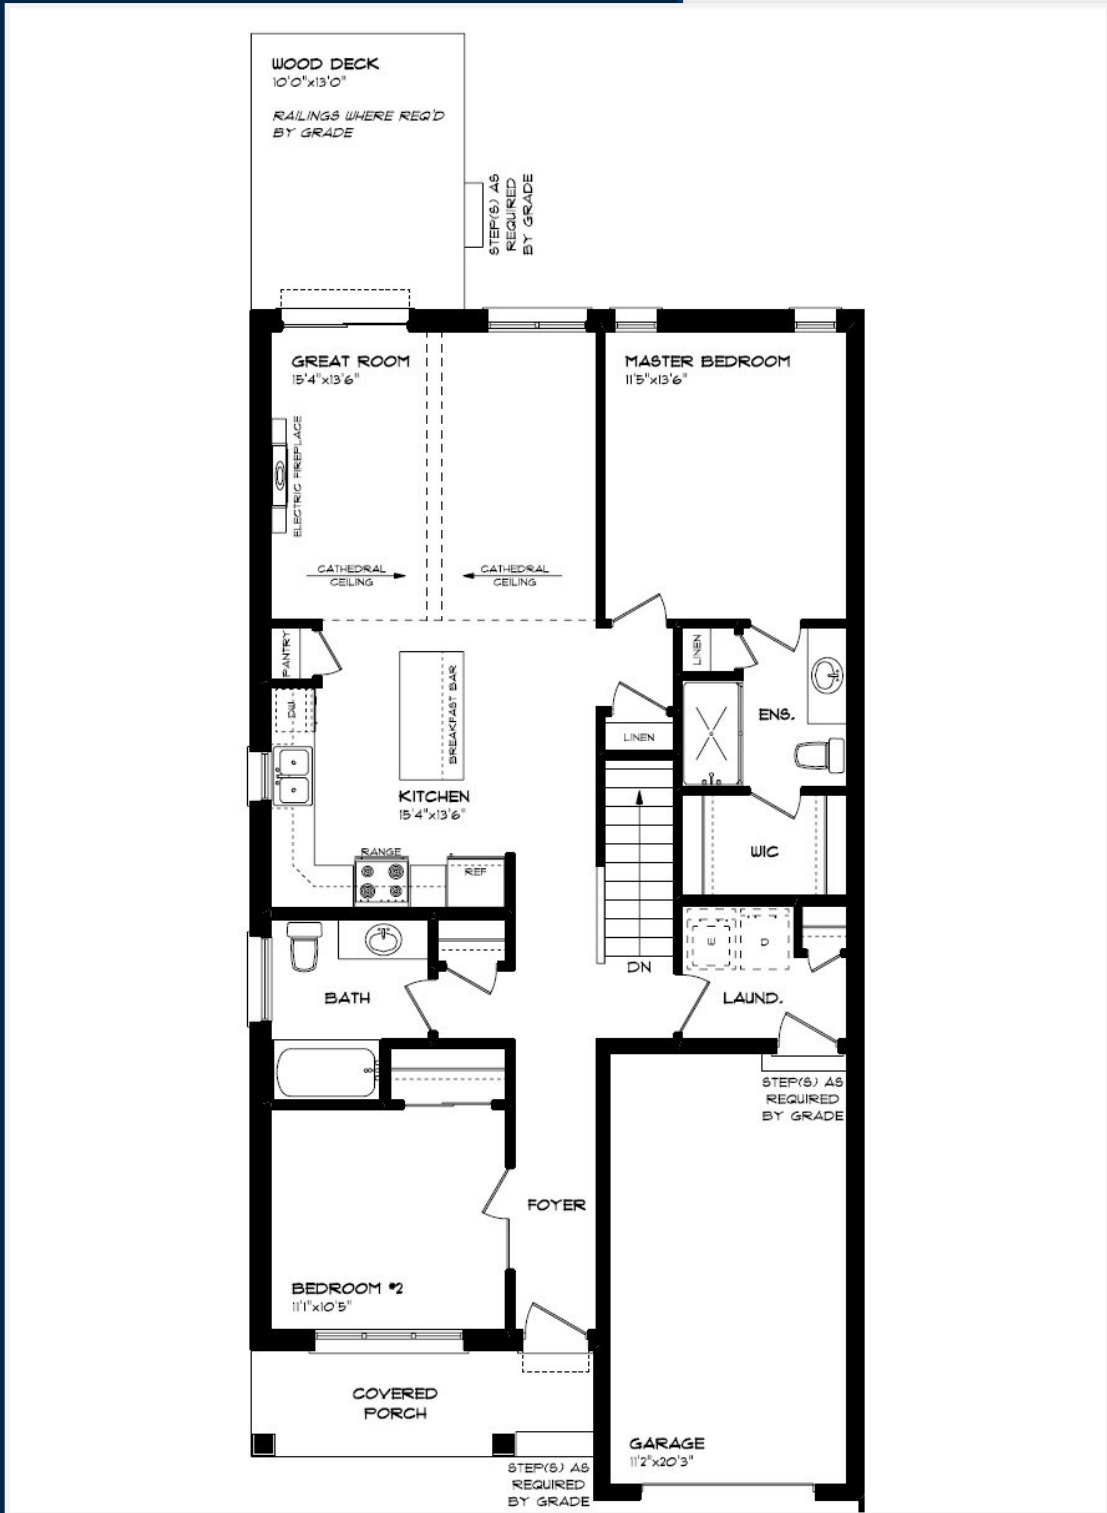 WOOD DECK
10'0"x13'0"
RAILINGS WHERE REQ'D
BY GRADE
STEP(S) AS
REQUIRED
BY GRADE
GREAT ROOM
15'4"x13'6"
MASTER BEDROOM
11'5"x13'6"
ELECTRIC FIREPLACE
CATHEDRAL
CEILING
CATHEDRAL
CEILING
PANTRY
LINEN
DW
BREAKFAST BAR
ENS.
LINEN
KITCHEN
15'4"x13'6"
RANGE
REF
WIC
DN
E
D
BATH
LAUND.
STEP(S) AS
REQUIRED
BY GRADE
FOYER
BEDROOM #2
11'1"x10'5"
COVERED
PORCH
GARAGE
11'2"x20'3"
STEP(S) AS
REQUIRED
BY GRADE